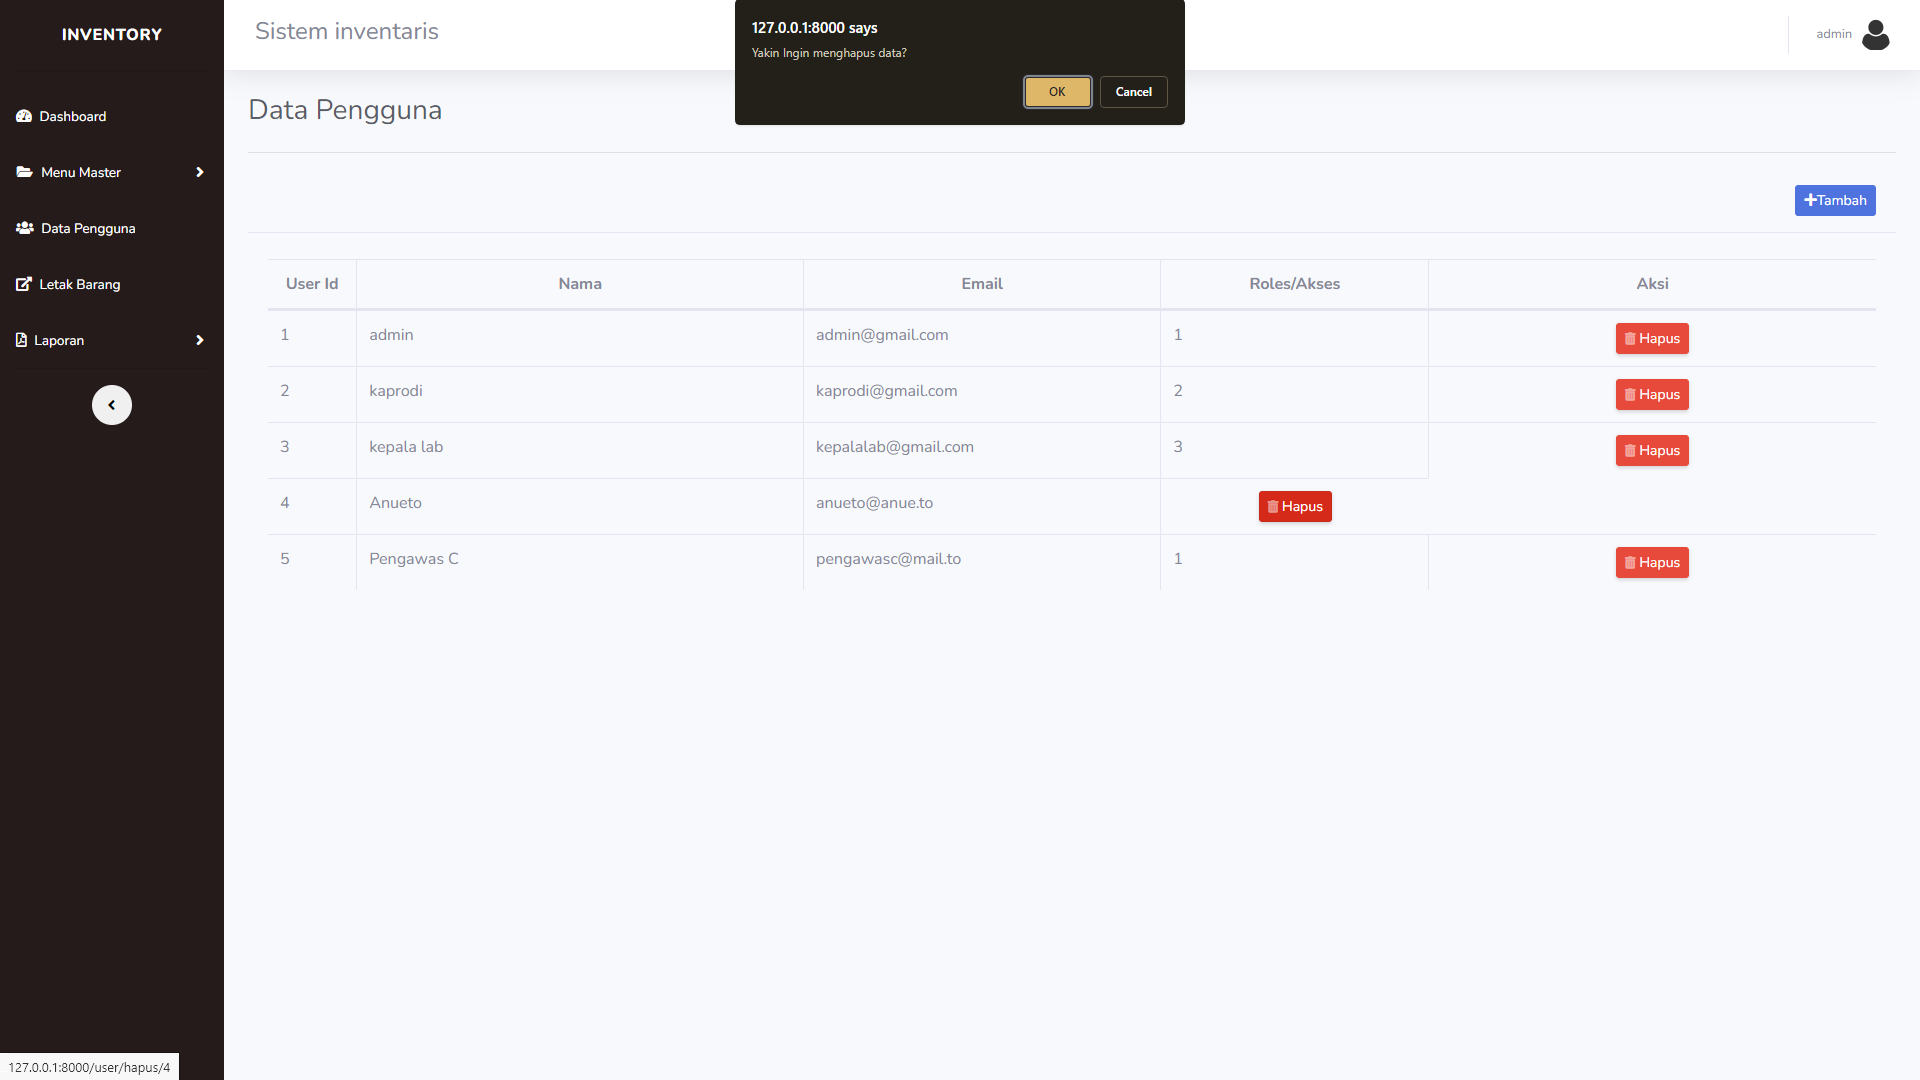 INVENTORY
Sistem inventaris
127.0.0.1:8000 says
Yakin Ingin menghapus data?
OK Cancel
admin
Dashboard
Menu Master
Data Pengguna
Letak Barang
Laporan
Data Pengguna
Tambah
User Id Nama Email Roles/Akses Aksi
1 admin admin@gmail.com 1 Hapus
2 kaprodi kaprodi@gmail.com 2 Hapus
3 kepala lab kepalalab@gmail.com 3 Hapus
4 Anueto anueto@anue.to Hapus
5 Pengawas C pengawasc@mail.to 1 Hapus
127.0.0.1:8000/user/hapus/4